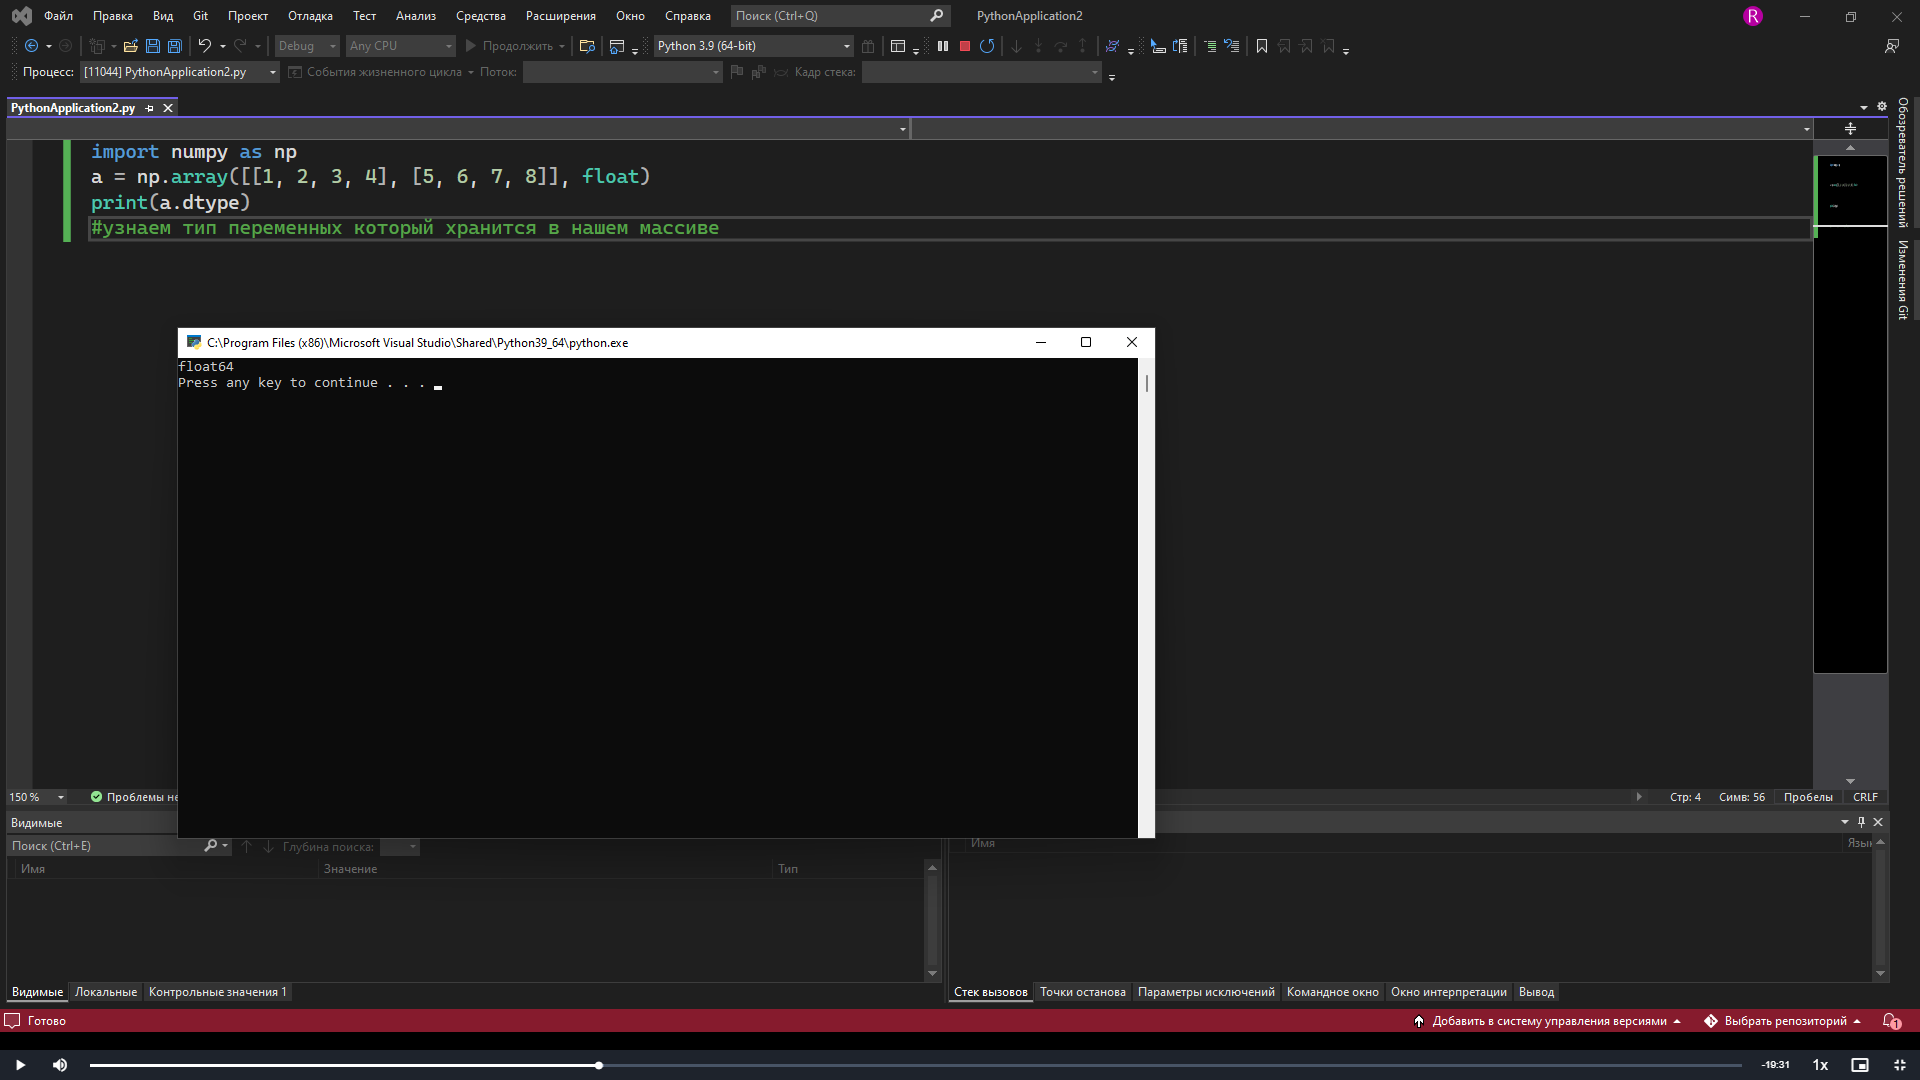 Файл Правка Вид Git Проект Отладка Тест Анализ Средства Расширения Окно Справка Поиск (Ctrl+Q) PythonApplication2 R
Debug Any CPU Продолжить Python 3.9 (64-bit)
Процесс: [11044] PythonApplication2.py События жизненного цикла Поток: Кадр стека:
PythonApplication2.py
Обозреватель решений
Изменения Git
import numpy as np
a = np.array([[1, 2, 3, 4], [5, 6, 7, 8]], float)
print(a.dtype)
#узнаем тип переменных который хранится в нашем массиве
C:\Program Files (x86)\Microsoft Visual Studio\Shared\Python39_64\python.exe
float64
Press any key to continue . . .
150 % Проблемы не Стр: 4 Симв: 56 Пробелы CRLF
Видимые
Поиск (Ctrl+E) Глубина поиска:
Имя Значение Тип
Имя Язык
Видимые Локальные Контрольные значения 1
Стек вызовов Точки останова Параметры исключений Командное окно Окно интерпретации Вывод
Готово Добавить в систему управления версиями Выбрать репозиторий 1
-19:31 1x